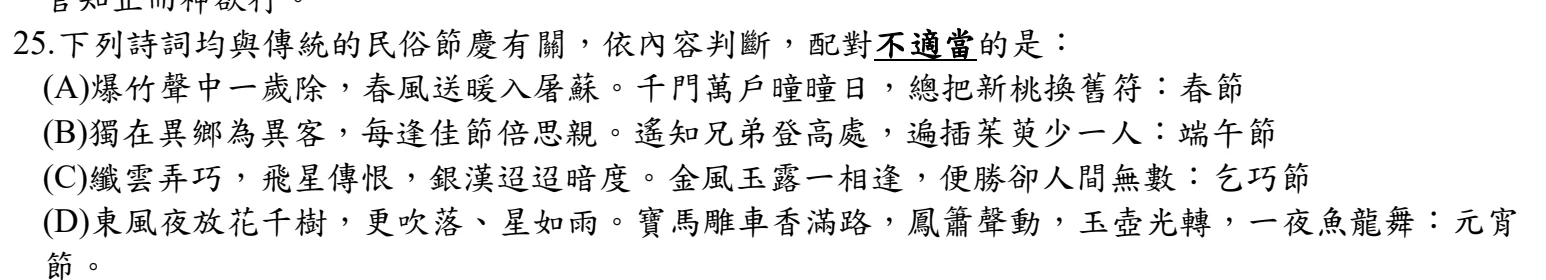 25.下列詩詞均與傳統的民俗節慶有關，依內容判斷，配對不適當的是：
(A)爆竹聲中一歲除，春風送暖入屠蘇。千門萬戶曈曈日，總把新桃換舊符：春節
(B)獨在異鄉為異客，每逢佳節倍思親。遙知兄弟登高處，遍插茱萸少一人：端午節
(C)纖雲弄巧，飛星傳恨，銀漢迢迢暗度。金風玉露一相逢，便勝卻人間無數：乞巧節
(D)東風夜放花千樹，更吹落、星如雨。寶馬雕車香滿路，鳳簫聲動，玉壺光轉，一夜魚龍舞：元宵
節。